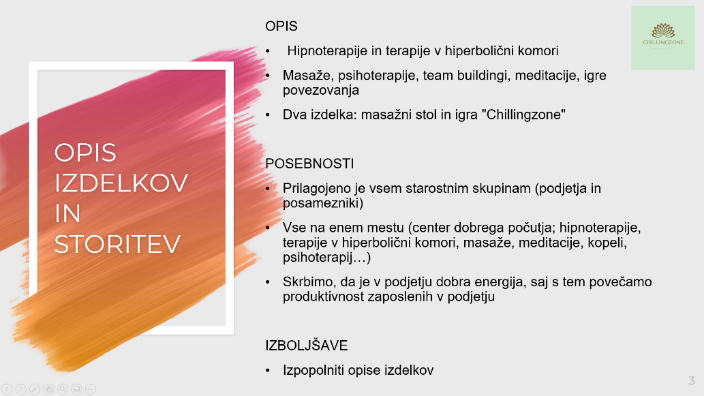 OPIS
IZDELKOV
IN
STORITEV
OPIS
• Hipnoterapije in terapije v hiperbolični komori
• Masaže, psihoterapije, team buildingi, meditacije, igre
povezovanja
• Dva izdelka: masažni stol in igra "Chillingzone"
POSEBNOSTI
• Prilagojeno je vsem starostnim skupinam (podjetja in
posamezniki)
• Vse na enem mestu (center dobrega počutja; hipnoterapije,
terapije v hiperbolični komori, masaže, meditacije, kopeli,
psihoterapij…)
• Skrbimo, da je v podjetju dobra energija, saj s tem povečamo
produktivnost zaposlenih v podjetju
IZBOLJŠAVE
• Izpopolniti opise izdelkov
CHILLINGZONE
3